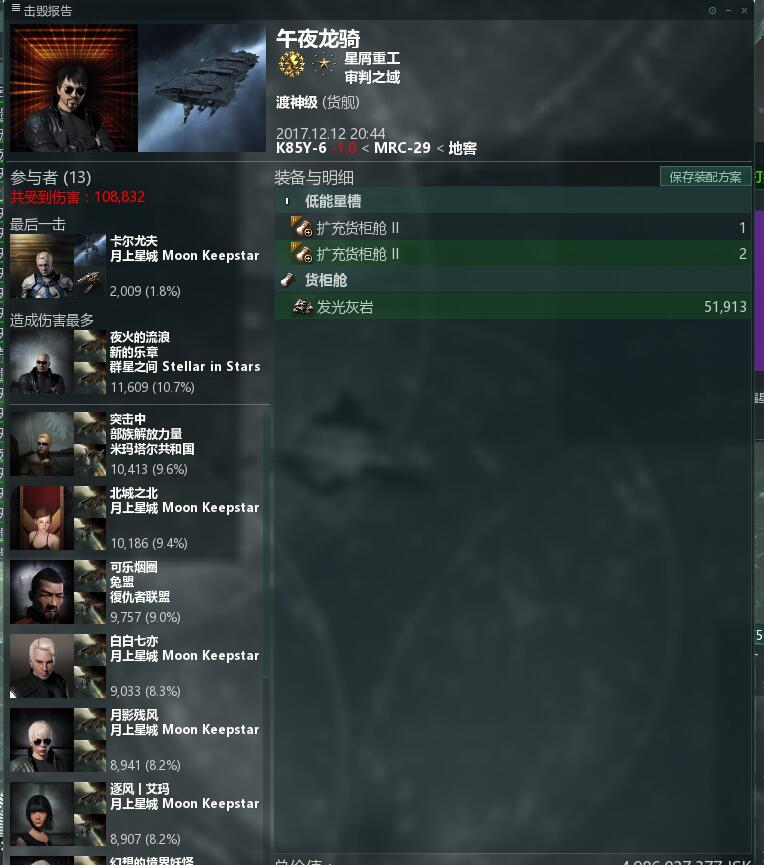 击毁报告
午夜龙骑
星屑重工
审判之域
渡神级 (货舰)
2017.12.12 20:44
K85Y-6 -1.0 < MRC-29 < 地窖
参与者 (13)
共受到伤害：108,832
最后一击
卡尔尤夫
月上星城 Moon Keepstar
2,009 (1.8%)
造成伤害最多
夜火的流浪
新的乐章
群星之间 Stellar in Stars
11,609 (10.7%)
突击中
部族解放力量
米玛塔尔共和国
10,413 (9.6%)
北城之北
月上星城 Moon Keepstar
10,186 (9.4%)
可乐烟圈
兔盟
復仇者联盟
9,757 (9.0%)
白白七亦
月上星城 Moon Keepstar
9,033 (8.3%)
月影残风
月上星城 Moon Keepstar
8,941 (8.2%)
逐风丨艾玛
月上星城 Moon Keepstar
8,907 (8.2%)
幻想的境界妖怪
装备与明细
保存装配方案
低能量槽
扩充货柜舱 II 1
扩充货柜舱 II 2
货柜舱
发光灰岩 51,913
总价值：